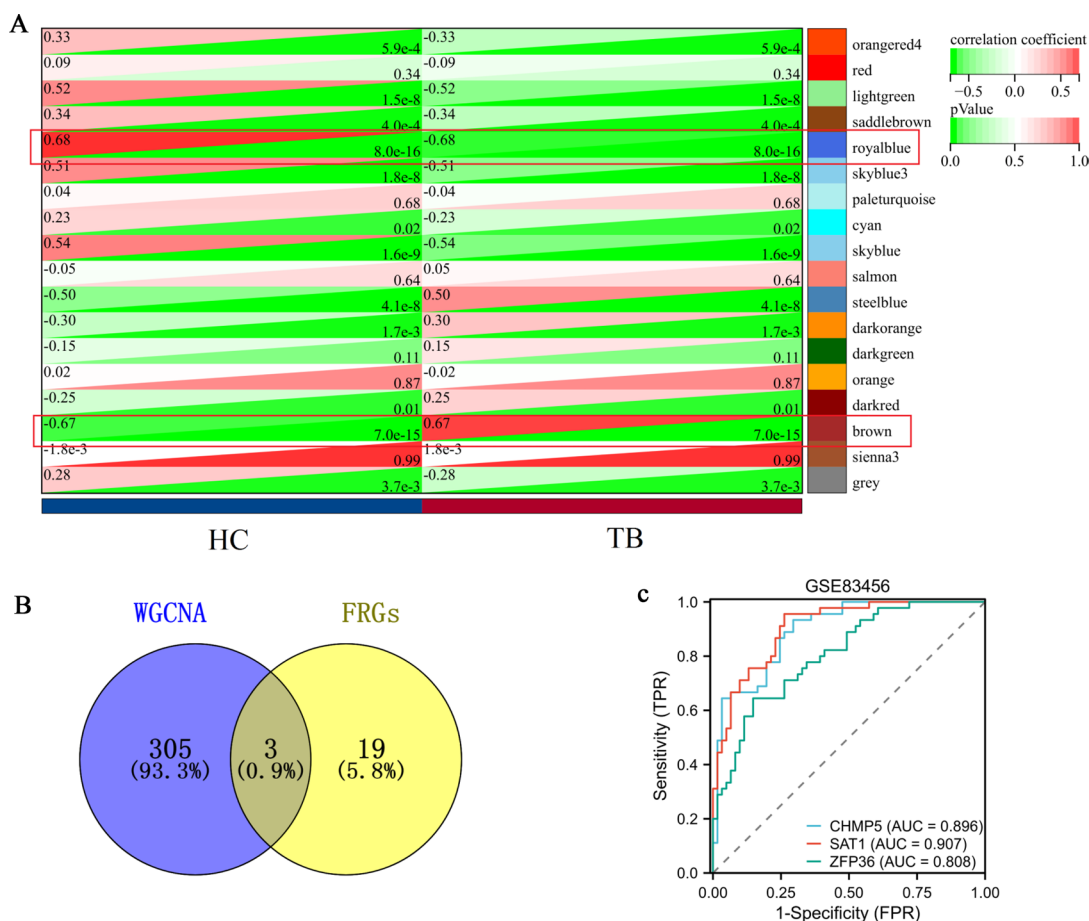 A
0.33 5.9e-4 -0.33 5.9e-4 orangered4
0.09 0.34 -0.09 0.34 red
0.52 1.5e-8 -0.52 1.5e-8 lightgreen
0.34 4.0e-4 -0.34 4.0e-4 saddlebrown
0.68 8.0e-16 -0.68 8.0e-16 royalblue
0.51 1.8e-8 -0.51 1.8e-8 skyblue3
0.04 0.68 -0.04 0.68 paleturquoise
0.23 0.02 -0.23 0.02 cyan
0.54 1.6e-9 -0.54 1.6e-9 skyblue
-0.05 0.64 0.05 0.64 salmon
-0.50 4.1e-8 0.50 4.1e-8 steelblue
-0.30 1.7e-3 0.30 1.7e-3 darkorange
-0.15 0.11 0.15 0.11 darkgreen
0.02 0.87 -0.02 0.87 orange
-0.25 0.01 0.25 0.01 darkred
-0.67 7.0e-15 0.67 7.0e-15 brown
-1.8e-3 0.99 1.8e-3 0.99 sienna3
0.28 3.7e-3 -0.28 3.7e-3 grey
HC TB
correlation coefficient
−0.5 0.0 0.5
pValue
0.0 0.5 1.0
B
WGCNA FRGs
305 3 19
(93.3%) (0.9%) (5.8%)
c
GSE83456
Sensitivity (TPR)
1.0
0.8
0.6
0.4
0.2
0.0
CHMP5 (AUC = 0.896)
SAT1 (AUC = 0.907)
ZFP36 (AUC = 0.808)
0.00 0.25 0.50 0.75 1.00
1-Specificity (FPR)